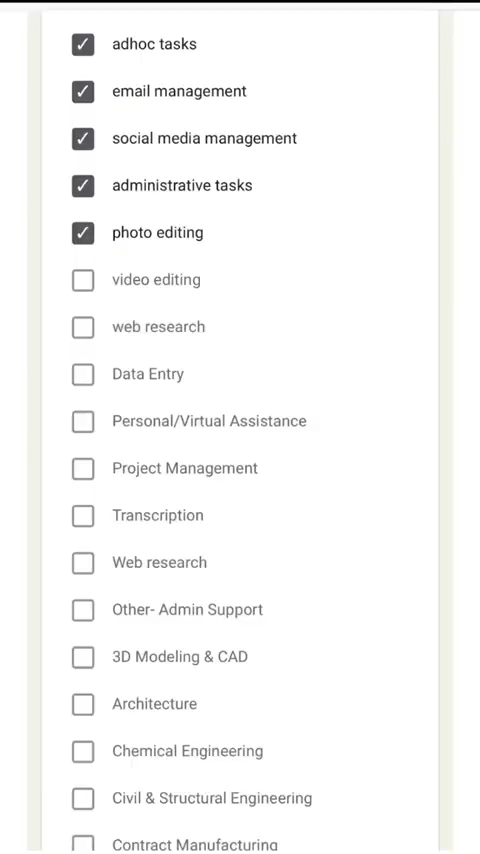 adhoc tasks
email management
social media management
administrative tasks
photo editing
video editing
web research
Data Entry
Personal/Virtual Assistance
Project Management
Transcription
Web research
Other- Admin Support
3D Modeling & CAD
Architecture
Chemical Engineering
Civil & Structural Engineering
Contract Manufacturing